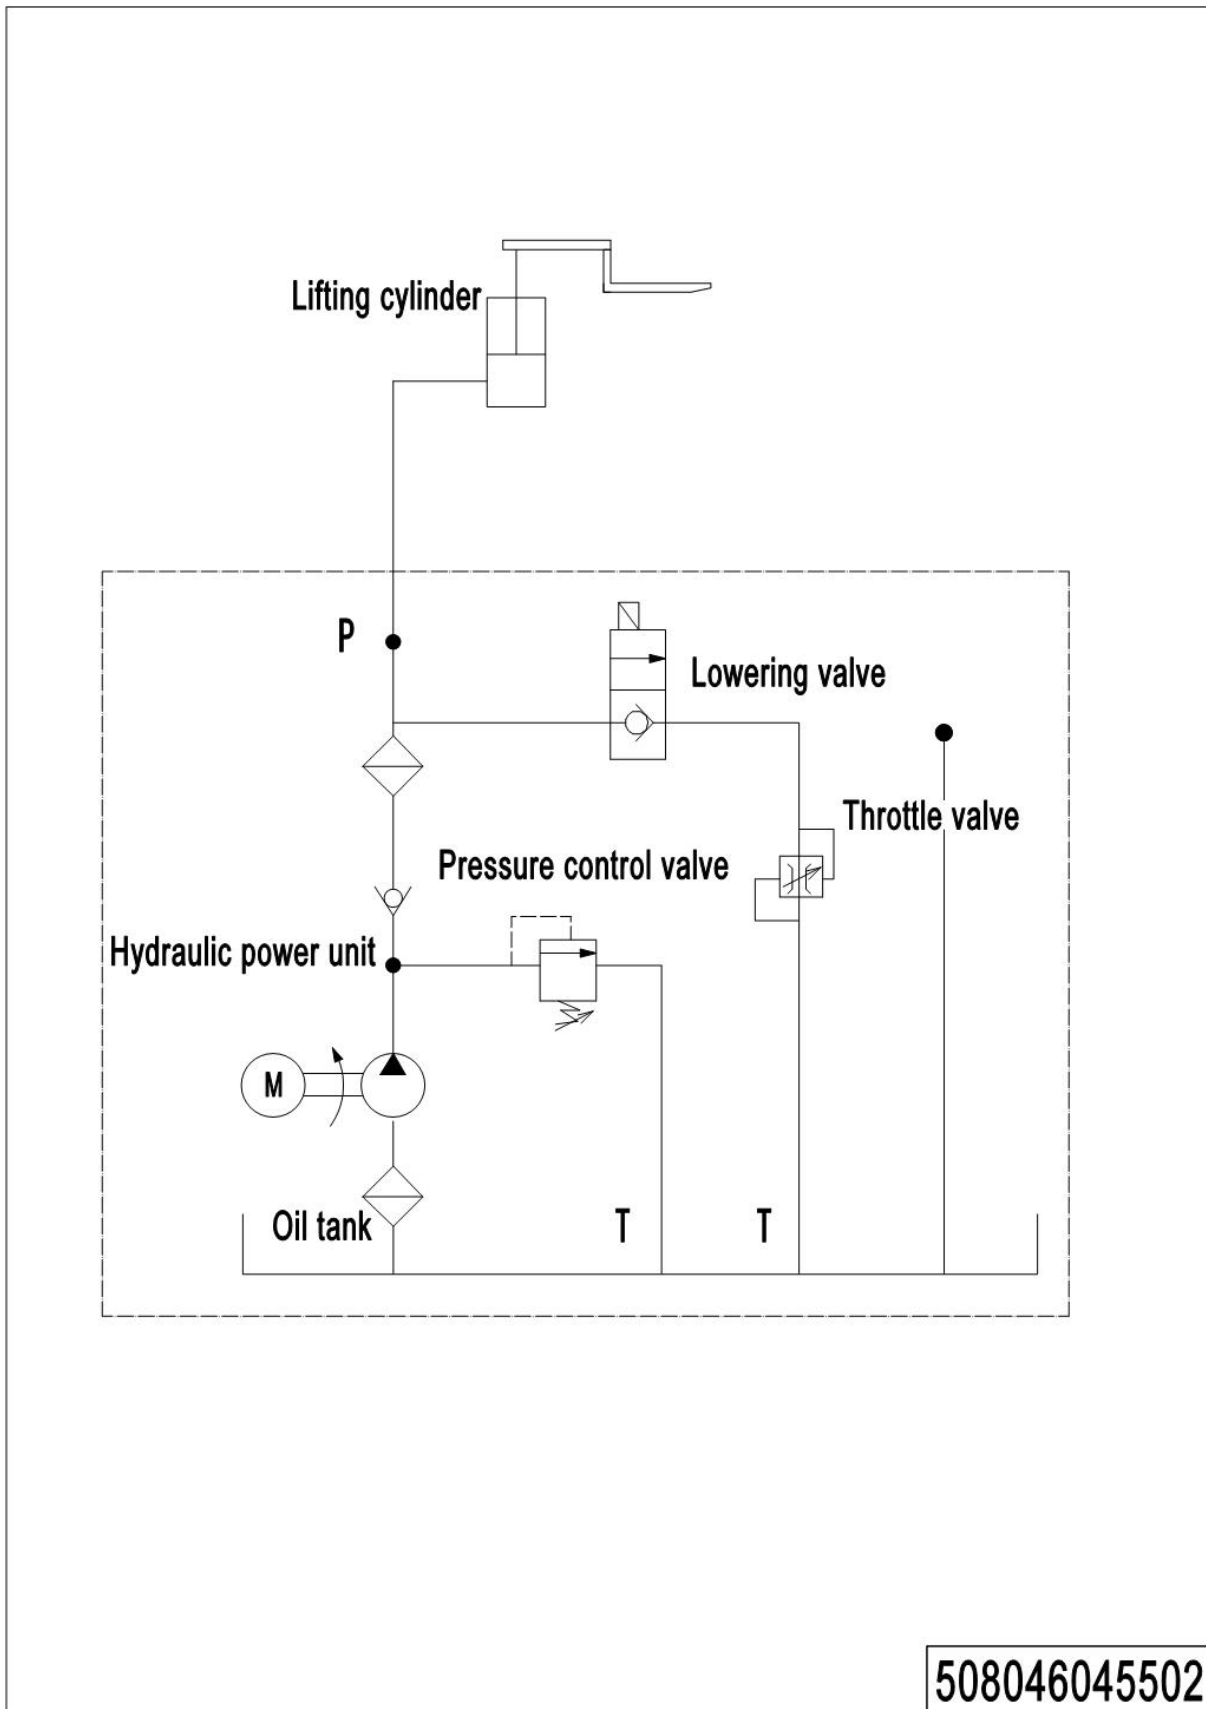 Lifting cylinder
P
Lowering valve
Throttle valve
Pressure control valve
Hydraulic power unit
M
Oil tank
T
T
508046045502